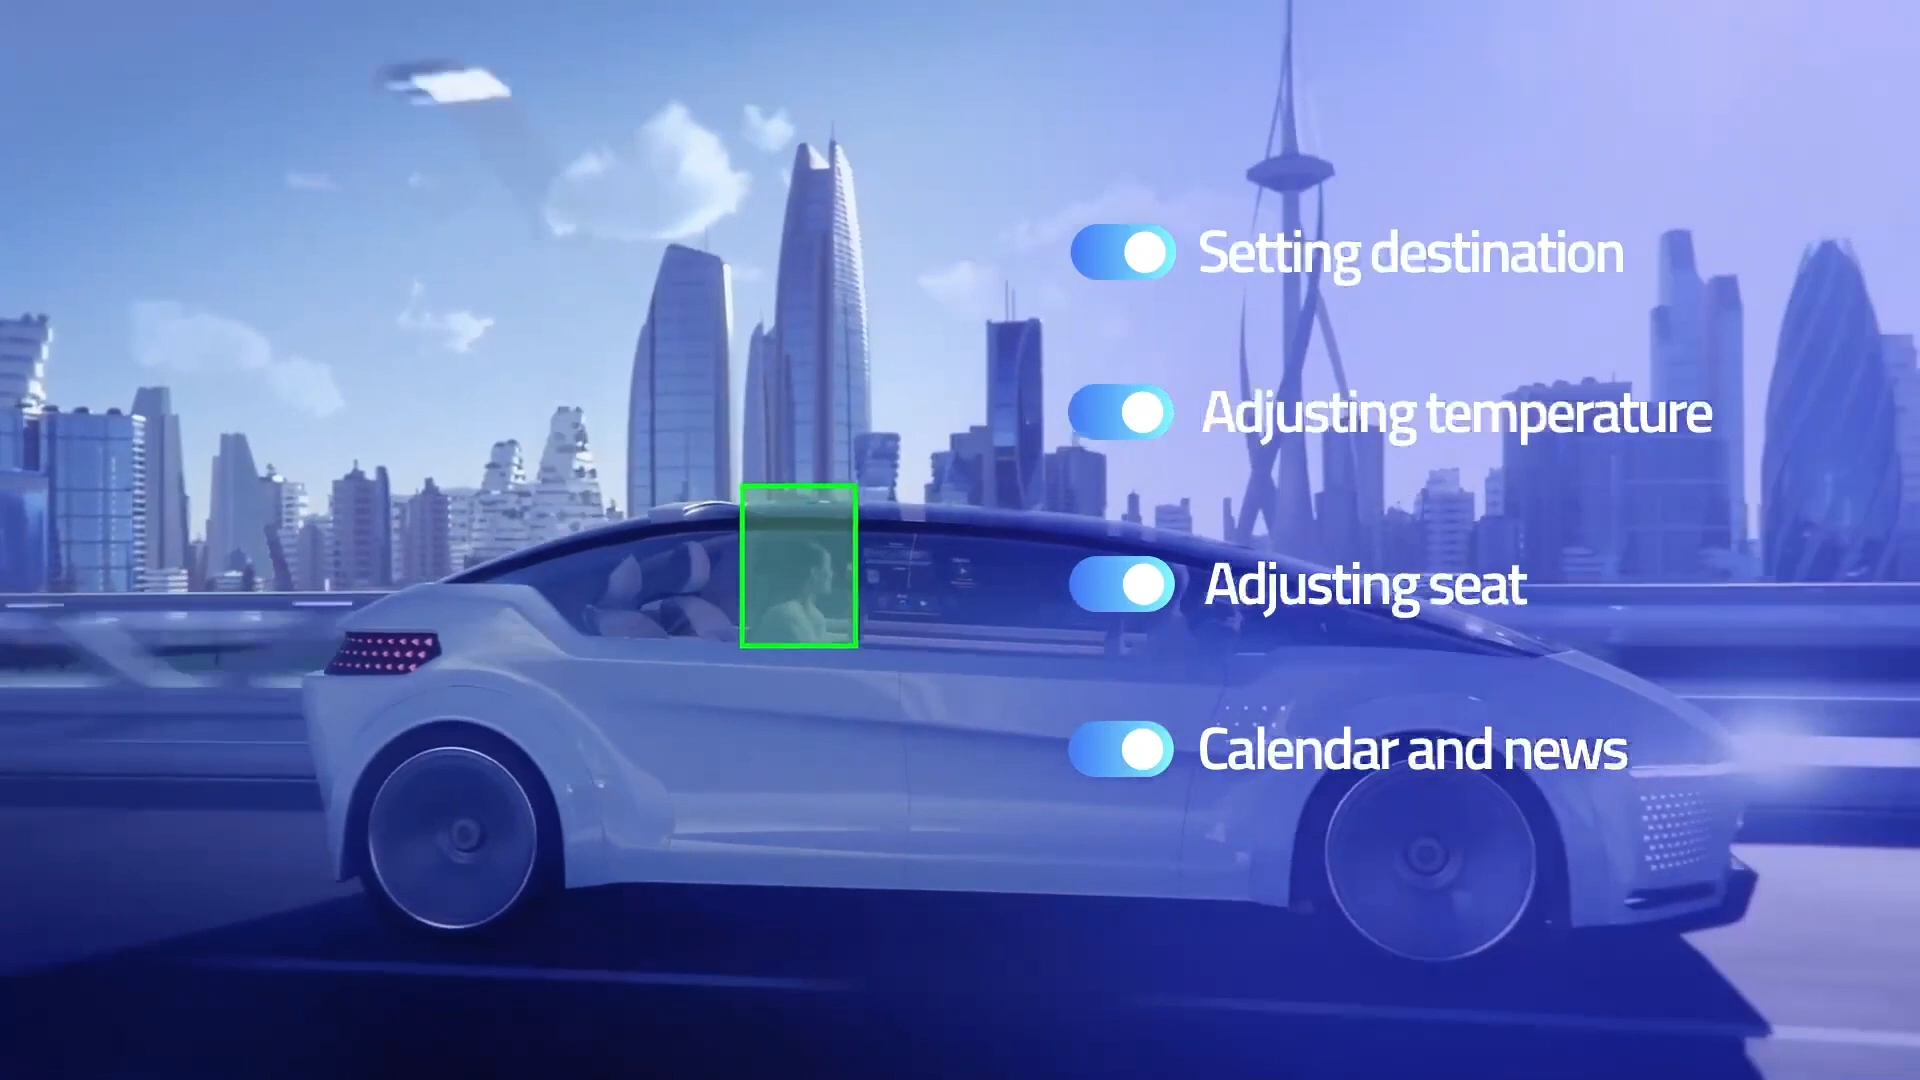 Setting destination
Adjusting temperature
Adjusting seat
Calendar and news